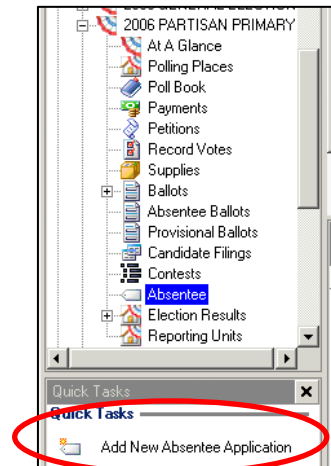 2006 PARTISAN PRIMARY
At A Glance
Polling Places
Poll Book
Payments
Petitions
Record Votes
Supplies
Ballots
Absentee Ballots
Provisional Ballots
Candidate Filings
Contests
Absentee
Election Results
Reporting Units
Quick Tasks
Quick Tasks
Add New Absentee Application